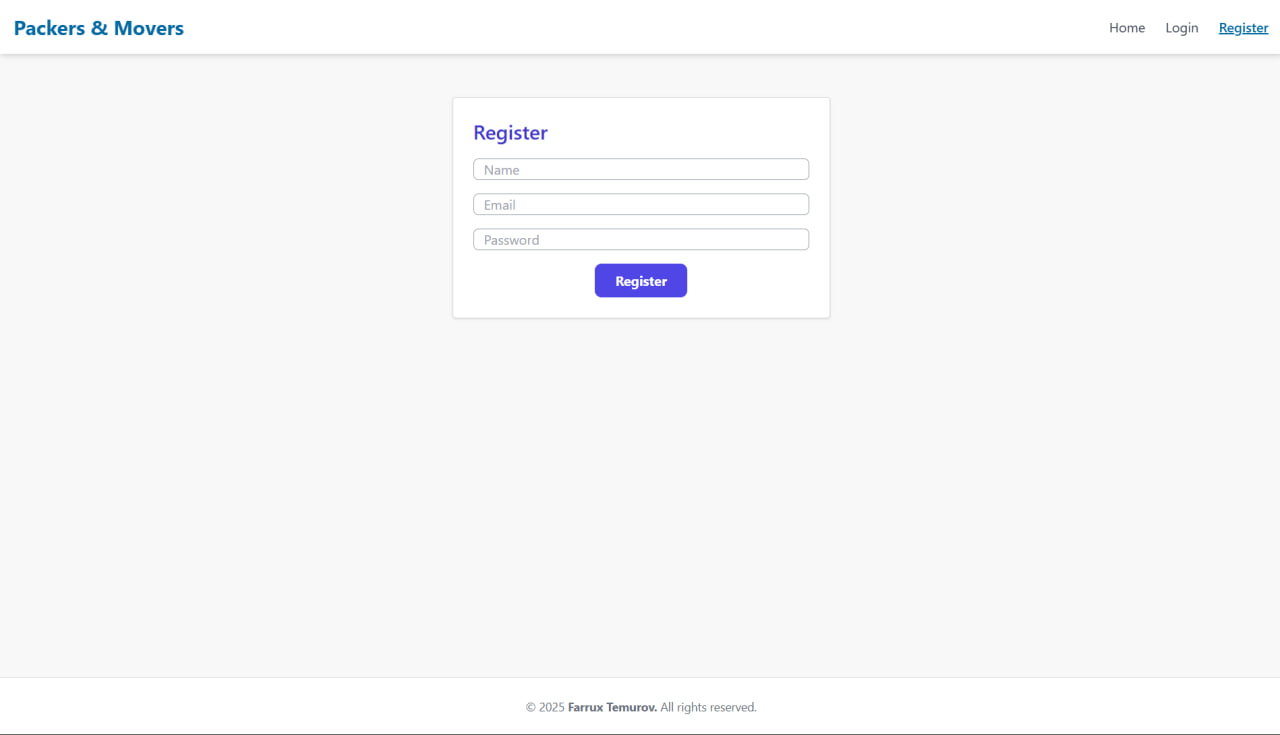 Packers & Movers
Home Login Register
Register
Name
Email
Password
Register
© 2025 Farrux Temurov. All rights reserved.